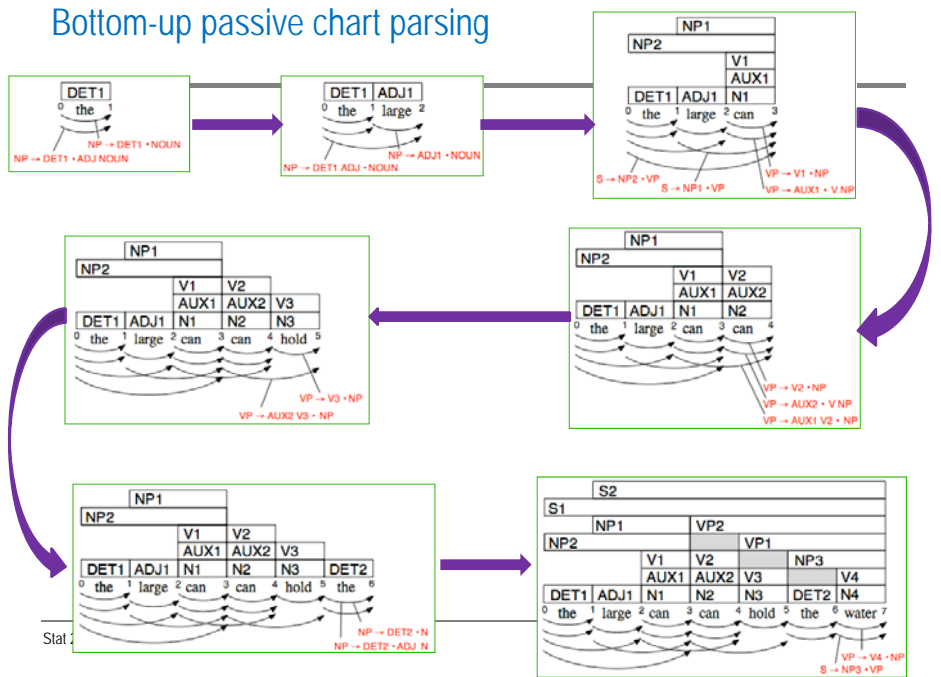 Bottom-up passive chart parsing
DET1
0 the 1
NP → DET1 • NOUN
NP → DET1 • ADJ NOUN
DET1 ADJ1
0 the 1 large 2
NP → ADJ1 • NOUN
NP → DET1 ADJ • NOUN
NP1
NP2
V1
AUX1
DET1 ADJ1 N1
0 the 1 large 2 can 3
VP → V1 • NP
S → NP2 • VP
S → NP1 • VP
VP → AUX1 • V NP
NP1
NP2
V1 V2
AUX1 AUX2
DET1 ADJ1 N1 N2
0 the 1 large 2 can 3 can 4
VP → V2 • NP
VP → AUX2 • V NP
VP → AUX1 V2 • NP
NP1
NP2
V1 V2
AUX1 AUX2 V3
DET1 ADJ1 N1 N2 N3
0 the 1 large 2 can 3 can 4 hold 5
VP → V3 • NP
VP → AUX2 V3 • NP
NP1
NP2
V1 V2
AUX1 AUX2 V3
DET1 ADJ1 N1 N2 N3 DET2
0 the 1 large 2 can 3 can 4 hold 5 the 6
NP → DET2 • N
NP → DET2 • ADJ N
S2
S1
NP1 VP2
NP2 VP1
V1 V2 NP3
AUX1 AUX2 V3 V4
DET1 ADJ1 N1 N2 N3 DET2 N4
0 the 1 large 2 can 3 can 4 hold 5 the 6 water 7
VP → V4 • NP
S → NP3 • VP
Stat